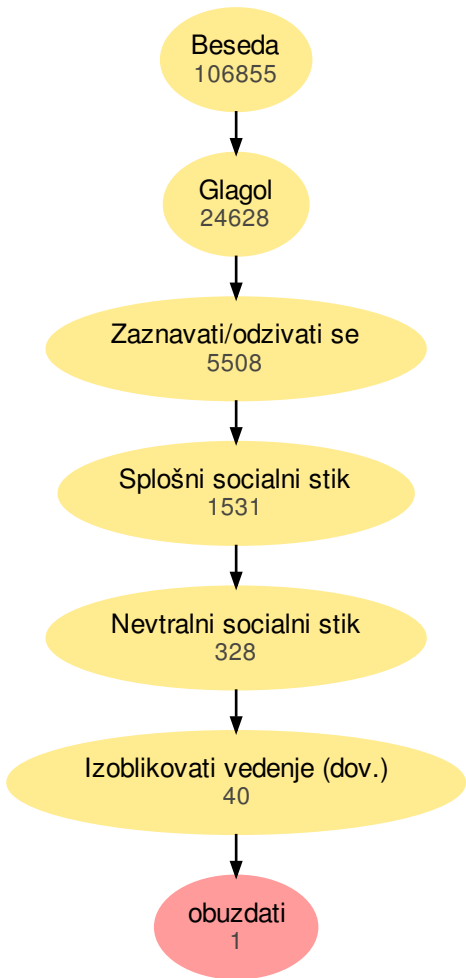 Beseda
106855
Glagol
24628
Zaznavati/odzivati se
5508
Splošni socialni stik
1531
Nevtralni socialni stik
328
Izoblikovati vedenje (dov.)
40
obuzdati
1